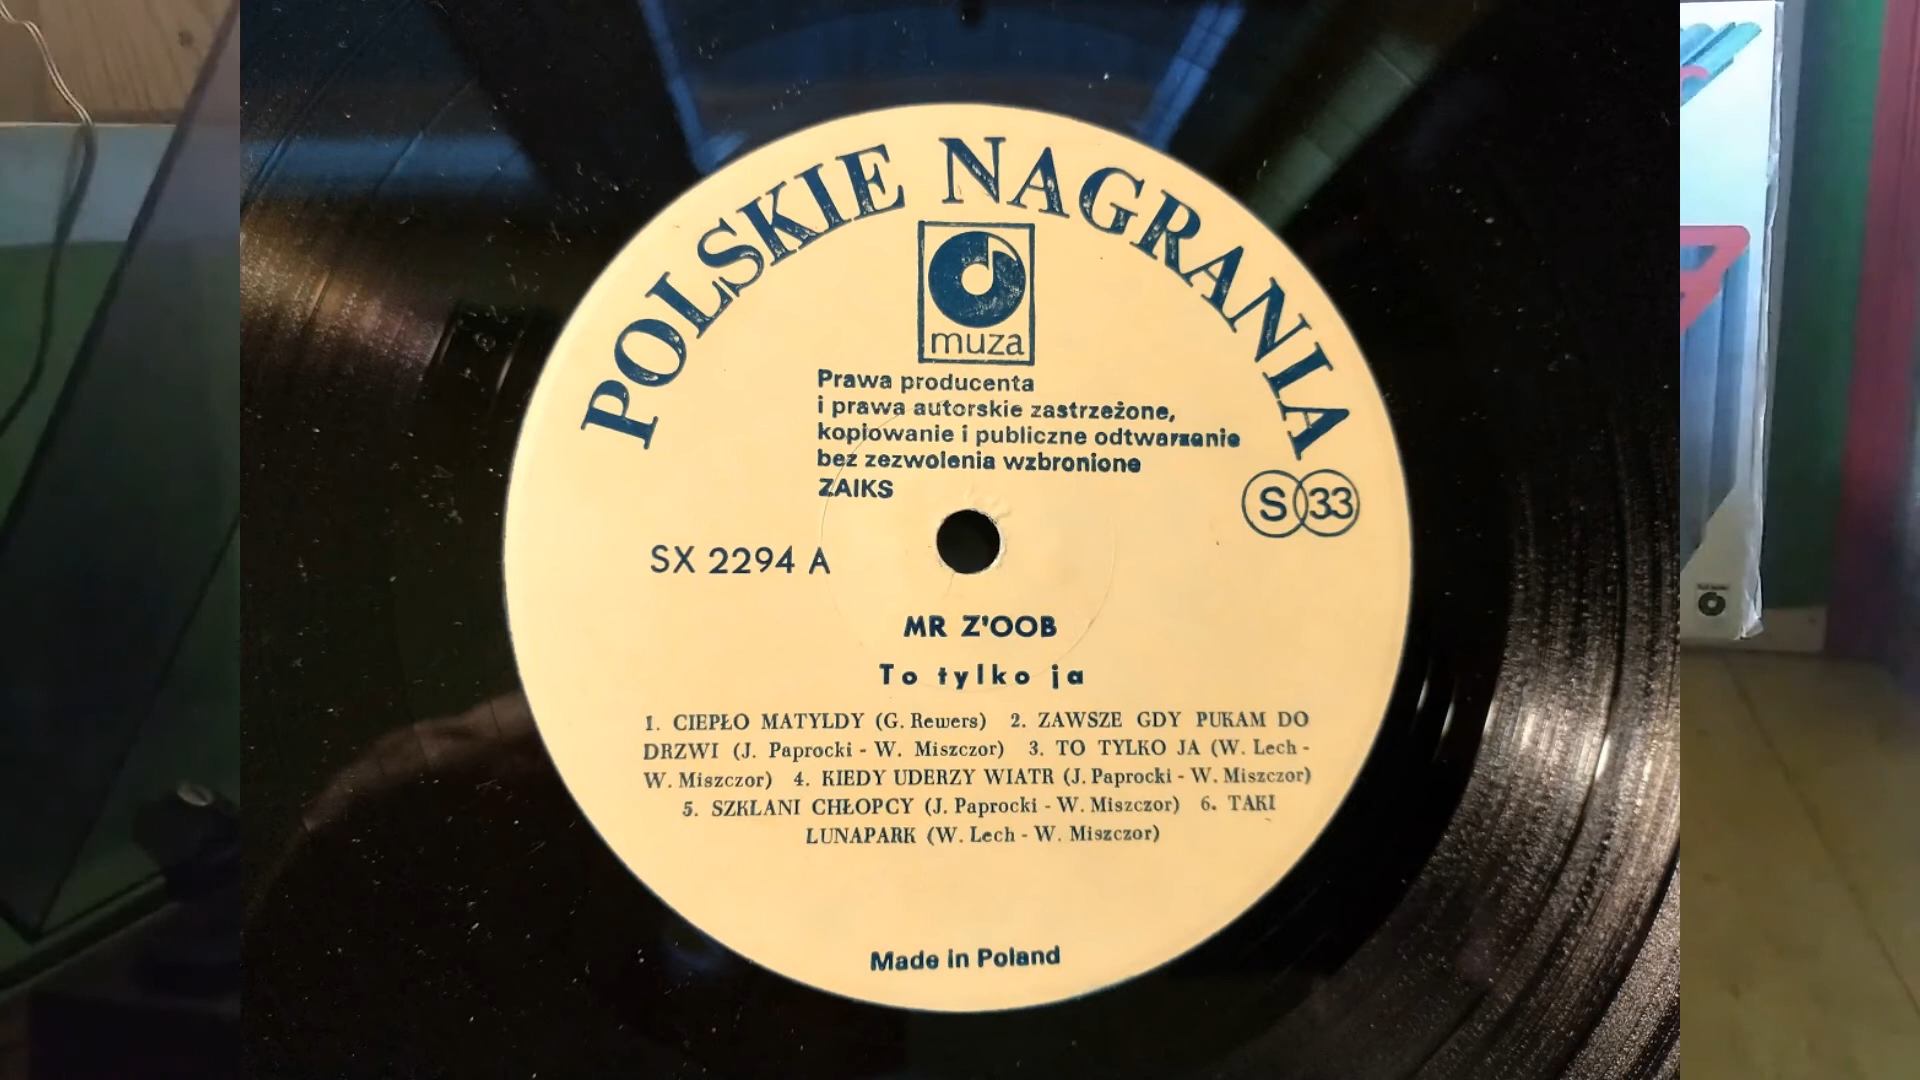 POLSKIE NAGRANIA
muza
Prawa producenta
i prawa autorskie zastrzeżone,
kopiowanie i publiczne odtwarzanie
bez zezwolenia wzbronione
ZAIKS
S 33
SX 2294 A
MR Z'OOB
To tylko ja
1. CIEPŁO MATYLDY (G. Rewers) 2. ZAWSZE GDY PUKAM DO
DRZWI (J. Paprocki - W. Miszczor) 3. TO TYLKO JA (W. Lech -
W. Miszczor) 4. KIEDY UDERZY WIATR (J. Paprocki - W. Miszczor)
5. SZKLANI CHŁOPCY (J. Paprocki - W. Miszczor) 6. TAKI
LUNAPARK (W. Lech - W. Miszczor)
Made in Poland